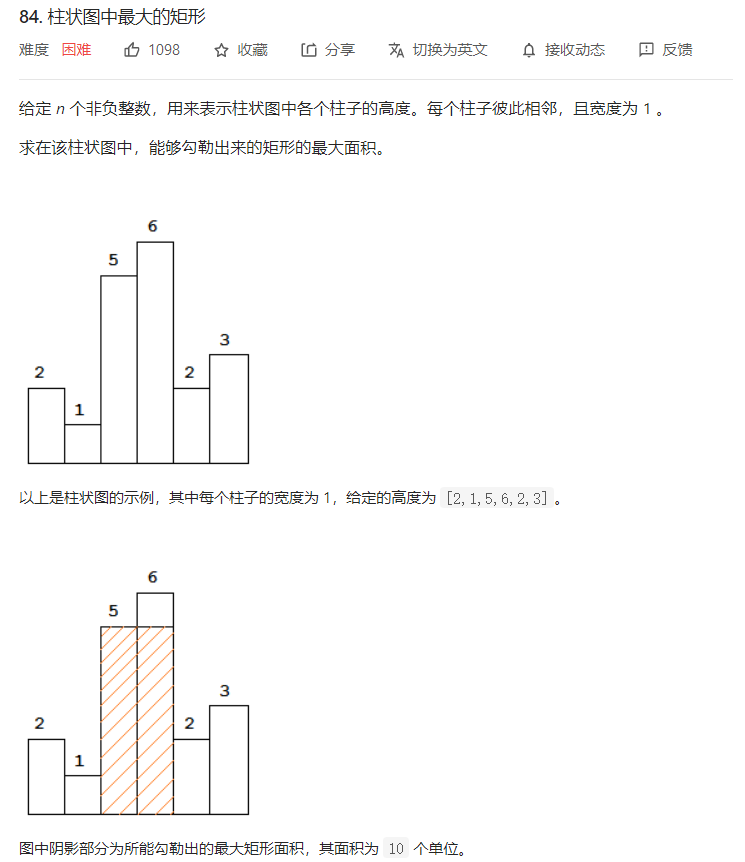 84. 柱状图中最大的矩形
难度 困难 1098 收藏 分享 切换为英文 接收动态 反馈
给定 n 个非负整数，用来表示柱状图中各个柱子的高度。每个柱子彼此相邻，且宽度为 1 。
求在该柱状图中，能够勾勒出来的矩形的最大面积。
6
5
3
2
2
1
以上是柱状图的示例，其中每个柱子的宽度为 1，给定的高度为 [2,1,5,6,2,3] 。
6
5
3
2
2
1
图中阴影部分为所能勾勒出的最大矩形面积，其面积为 10 个单位。